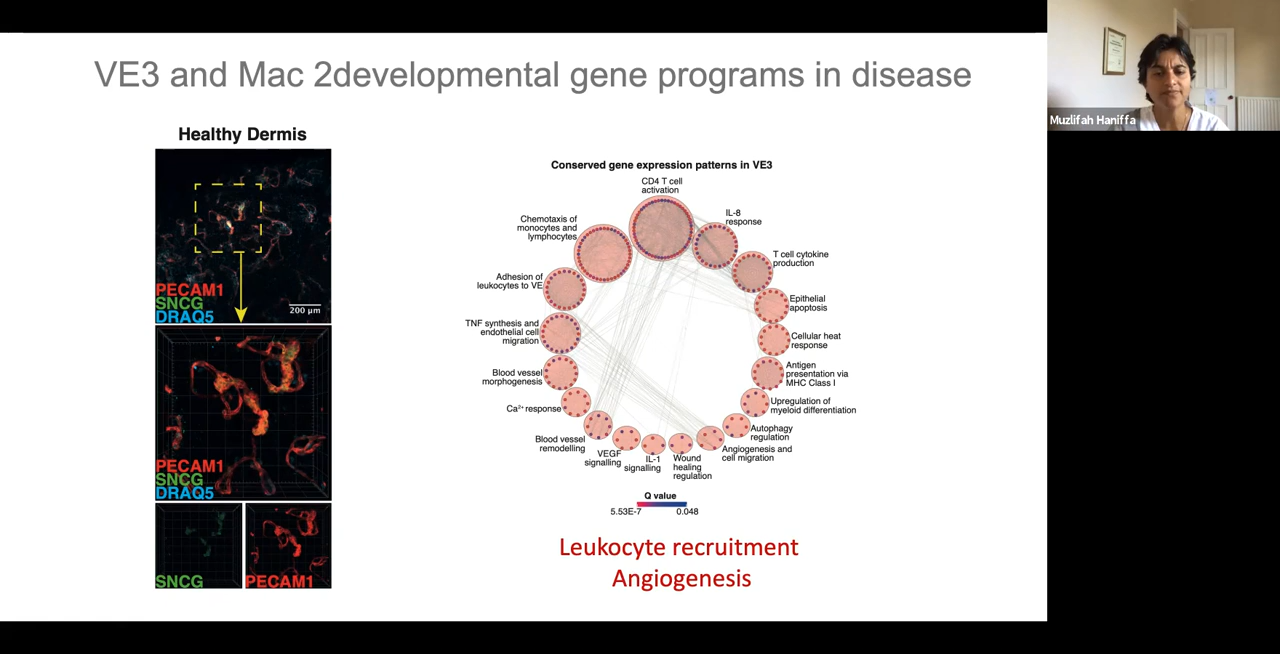 VE3 and Mac 2developmental gene programs in disease
Muzlifah Haniffa
Healthy Dermis
PECAM1
SNCG
DRAQ5
200 µm
PECAM1
SNCG
DRAQ5
SNCG
PECAM1
Conserved gene expression patterns in VE3
CD4 T cell
activation
IL-8
response
T cell cytokine
production
Epithelial
apoptosis
Cellular heat
response
Antigen
presentation via
MHC Class I
Upregulation of
myeloid differentiation
Autophagy
regulation
Angiogenesis and
cell migration
Wound
healing
regulation
IL-1
signalling
VEGF
signalling
Blood vessel
remodelling
Ca²⁺ response
Blood vessel
morphogenesis
TNF synthesis and
endothelial cell
migration
Adhesion of
leukocytes to VE
Chemotaxis of
monocytes and
lymphocytes
Q value
5.53E-7
0.048
Leukocyte recruitment
Angiogenesis